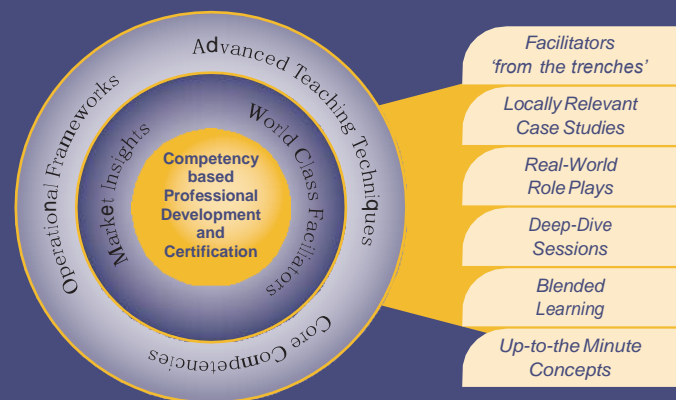 Advanced Teaching Techniques
Operational Frameworks
Core Competencies
Market Insights
World Class Facilitators
Competency
based
Professional
Development
and
Certification
Facilitators
‘from the trenches’
Locally Relevant
Case Studies
Real-World
Role Plays
Deep-Dive
Sessions
Blended
Learning
Up-to-the Minute
Concepts